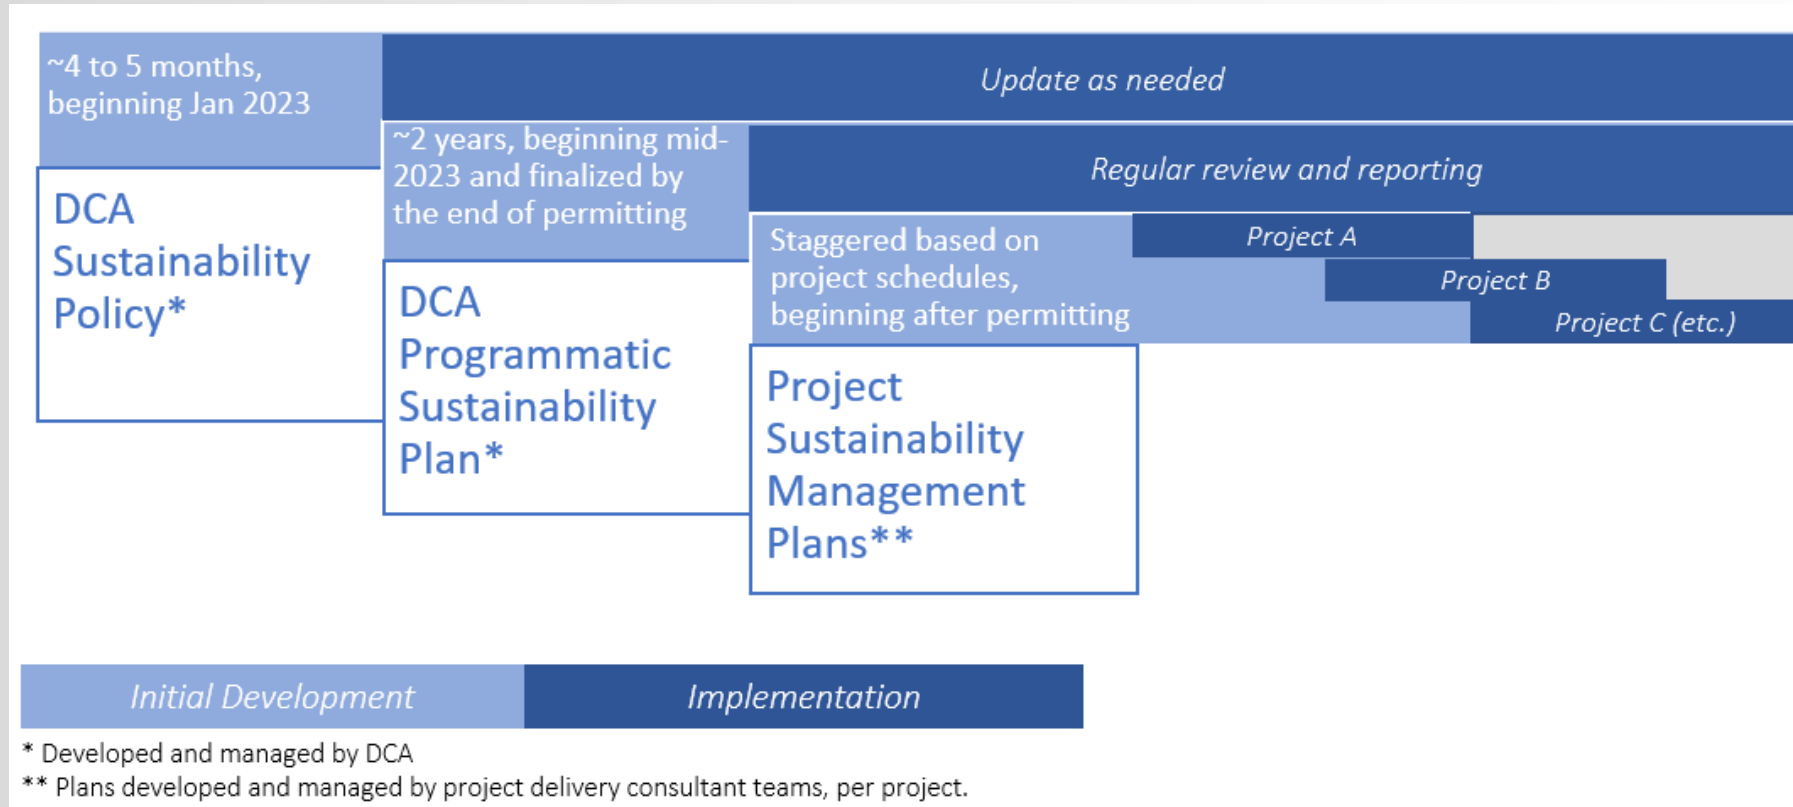 ~4 to 5 months,
beginning Jan 2023
Update as needed
~2 years, beginning mid-
2023 and finalized by
the end of permitting
Regular review and reporting
DCA
Sustainability
Policy*
Staggered based on
project schedules,
beginning after permitting
Project A
Project B
Project C (etc.)
DCA
Programmatic
Sustainability
Plan*
Project
Sustainability
Management
Plans**
Initial Development
Implementation
* Developed and managed by DCA
** Plans developed and managed by project delivery consultant teams, per project.